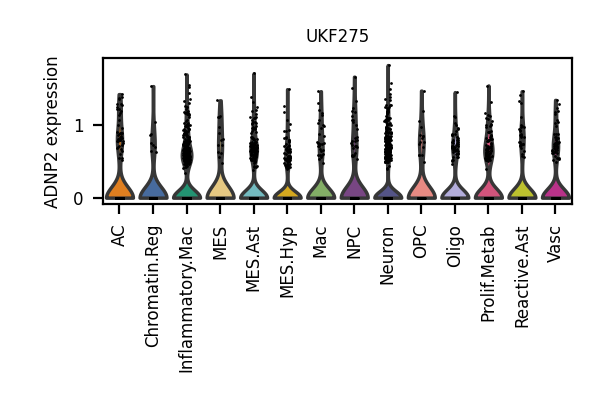 UKF275
ADNP2 expression
1
0
AC
Chromatin.Reg
Inflammatory.Mac
MES
MES.Ast
MES.Hyp
Mac
NPC
Neuron
OPC
Oligo
Prolif.Metab
Reactive.Ast
Vasc